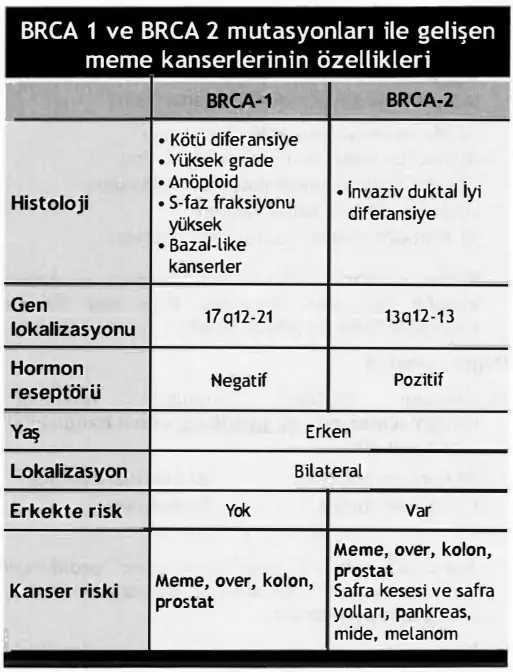 BRCA 1 ve BRCA 2 mutasyonları ile gelişen
meme kanserlerinin özellikleri
BRCA-1
BRCA-2
Histoloji
• Kötü diferansiye
• Yüksek grade
• Anöploid
• S-faz fraksiyonu
yüksek
• Bazal-like
kanserler
• İnvaziv duktal İyi
diferansiye
Gen
lokalizasyonu
17q12-21
13q12-13
Hormon
reseptörü
Negatif
Pozitif
Yaş
Erken
Lokalizasyon
Bilateral
Erkekte risk
Yok
Var
Kanser riski
Meme, over, kolon,
prostat
Meme, over, kolon,
prostat
Safra kesesi ve safra
yolları, pankreas,
mide, melanom